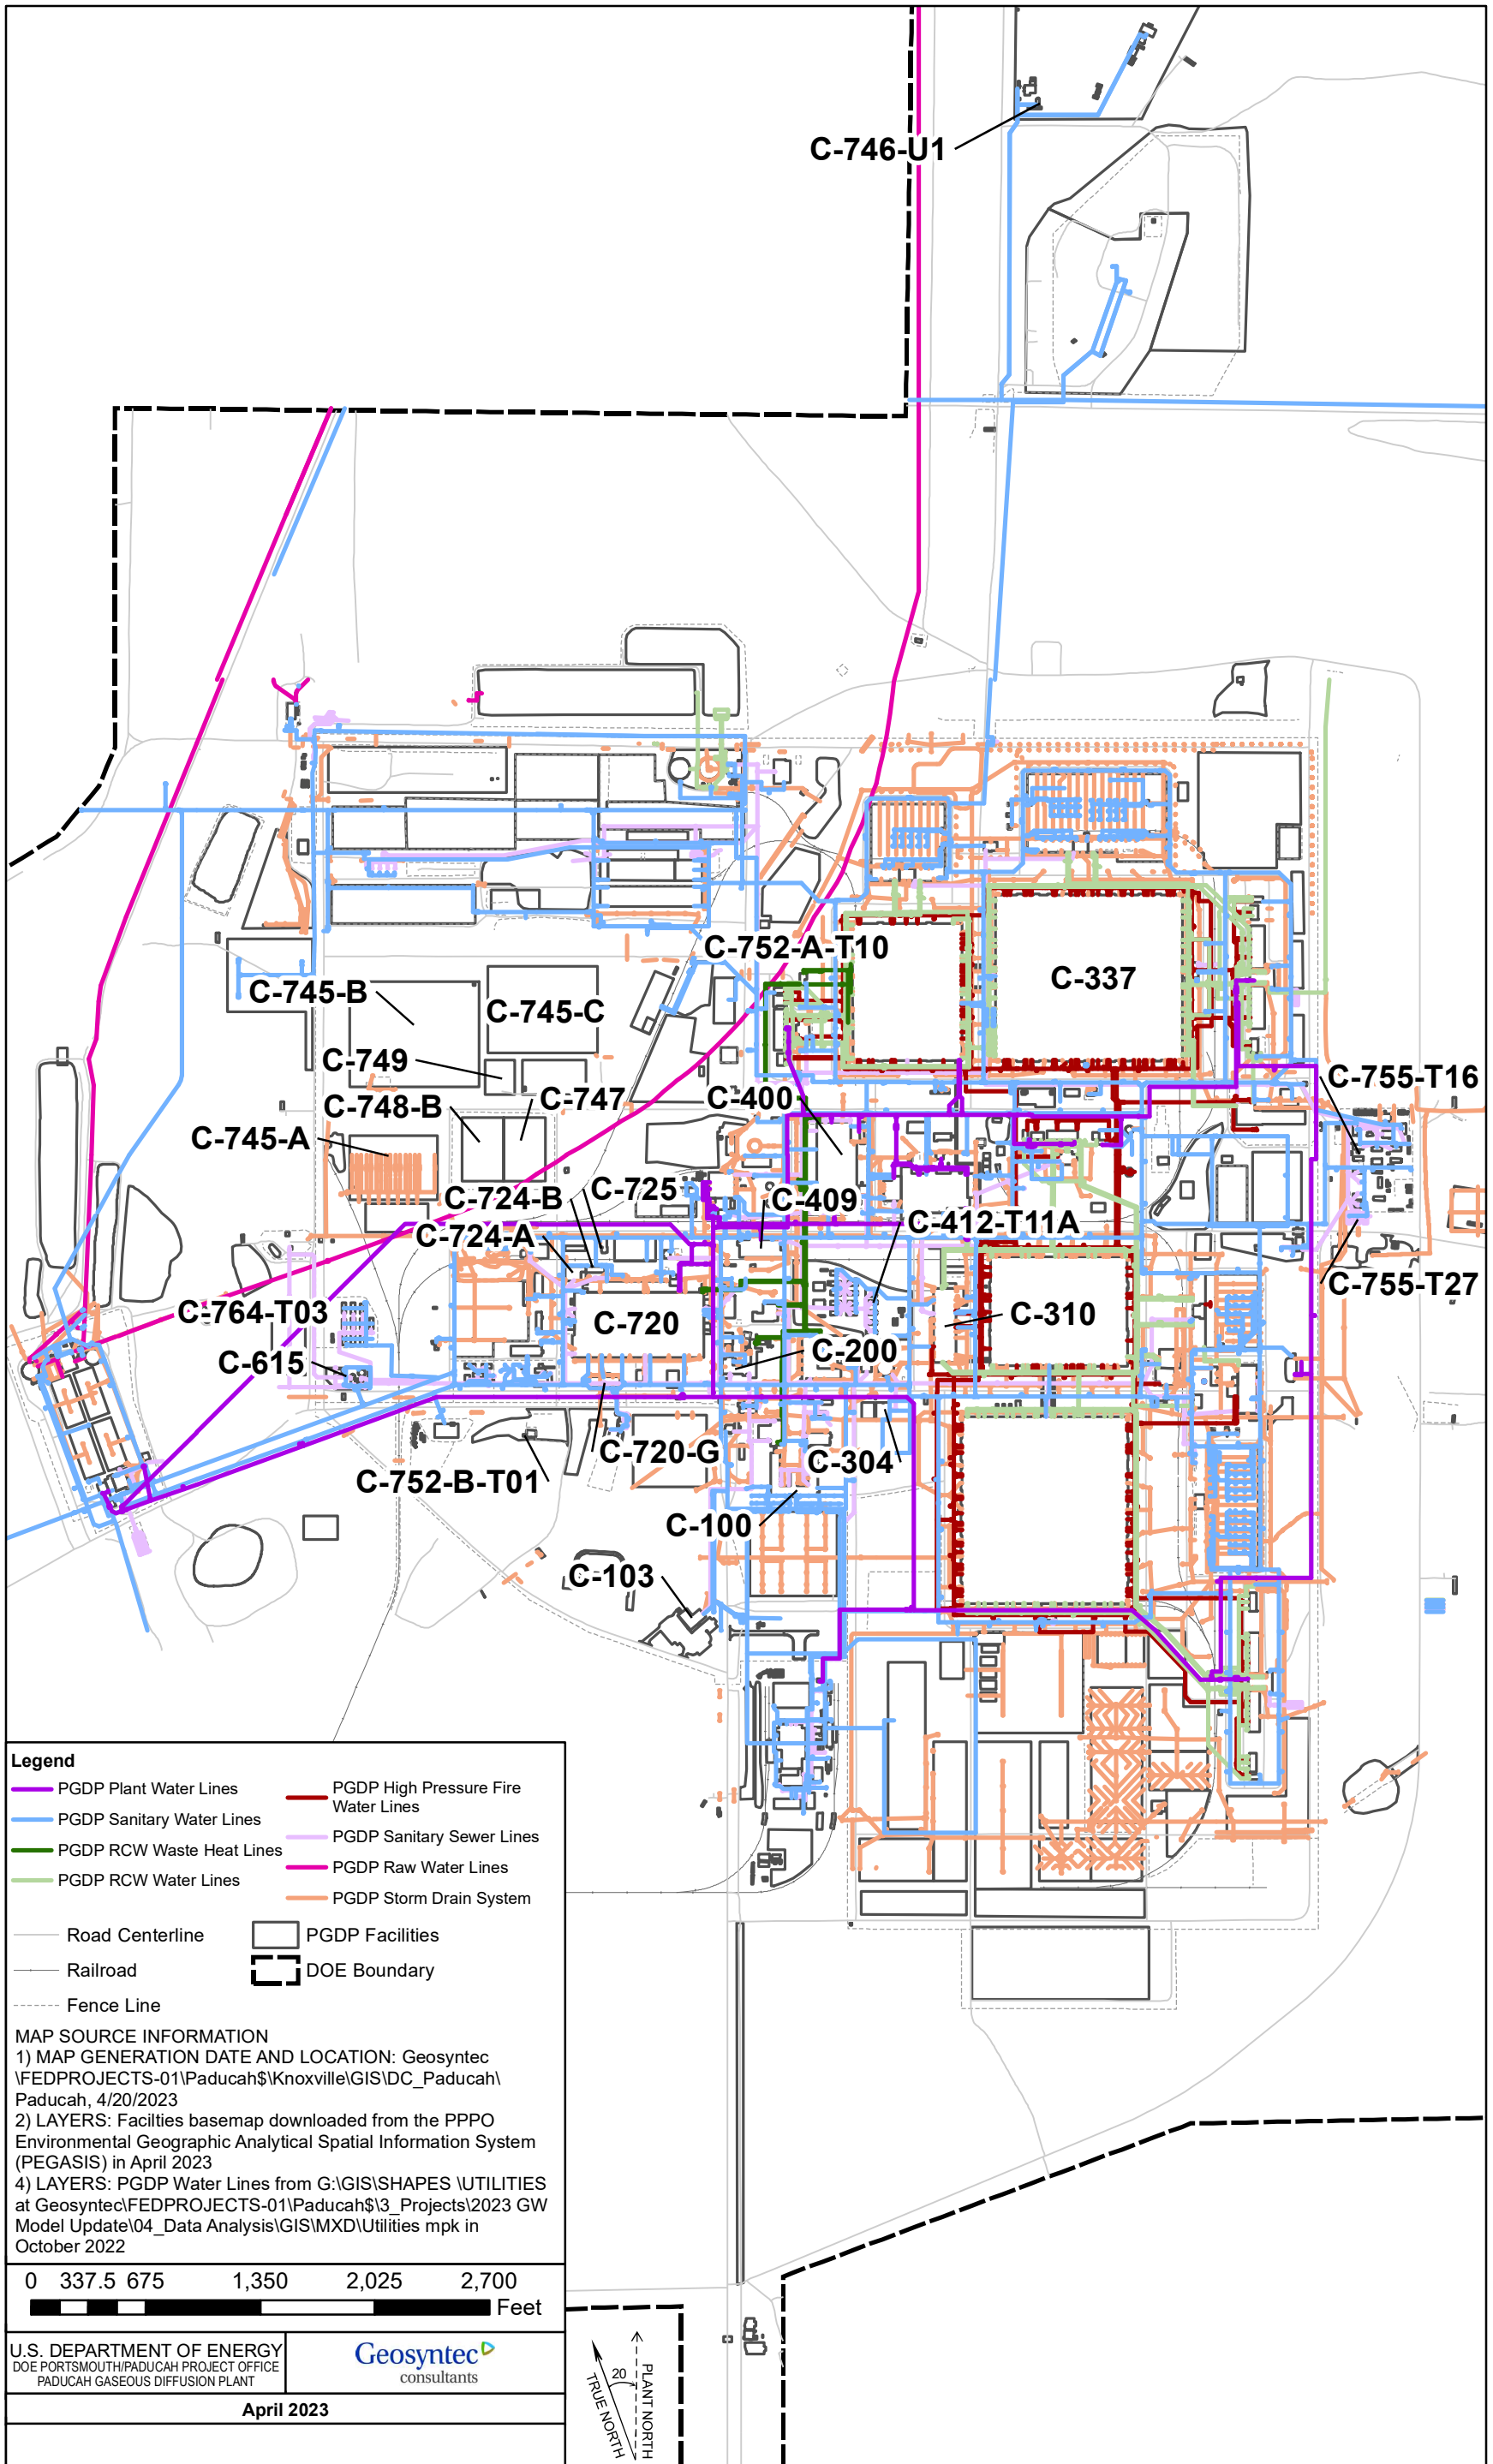 C-746-U1
C-752-A-T10
C-337
C-745-B
C-745-C
C-749
C-755-T16
C-748-B
C-747
C-400
C-745-A
C-724-B
C-725
C-409
C-724-A
C-412-T11A
C-755-T27
C-764-T03
C-720
C-310
C-615
C-200
C-720-G
C-304
C-752-B-T01
C-100
C-103
Legend
PGDP Plant Water Lines
PGDP Sanitary Water Lines
PGDP RCW Waste Heat Lines
PGDP RCW Water Lines
PGDP High Pressure Fire
Water Lines
PGDP Sanitary Sewer Lines
PGDP Raw Water Lines
PGDP Storm Drain System
Road Centerline
Railroad
Fence Line
PGDP Facilities
DOE Boundary
MAP SOURCE INFORMATION
1) MAP GENERATION DATE AND LOCATION: Geosyntec
\FEDPROJECTS-01\Paducah$\Knoxville\GIS\DC_Paducah\
Paducah, 4/20/2023
2) LAYERS: Facilties basemap downloaded from the PPPO
Environmental Geographic Analytical Spatial Information System
(PEGASIS) in April 2023
4) LAYERS: PGDP Water Lines from G:\GIS\SHAPES \UTILITIES
at Geosyntec\FEDPROJECTS-01\Paducah$\3_Projects\2023 GW
Model Update\04_Data Analysis\GIS\MXD\Utilities mpk in
October 2022
0 337.5 675 1,350 2,025 2,700
Feet
U.S. DEPARTMENT OF ENERGY
DOE PORTSMOUTH/PADUCAH PROJECT OFFICE
PADUCAH GASEOUS DIFFUSION PLANT
Geosyntec
consultants
April 2023
20
TRUE NORTH
PLANT NORTH